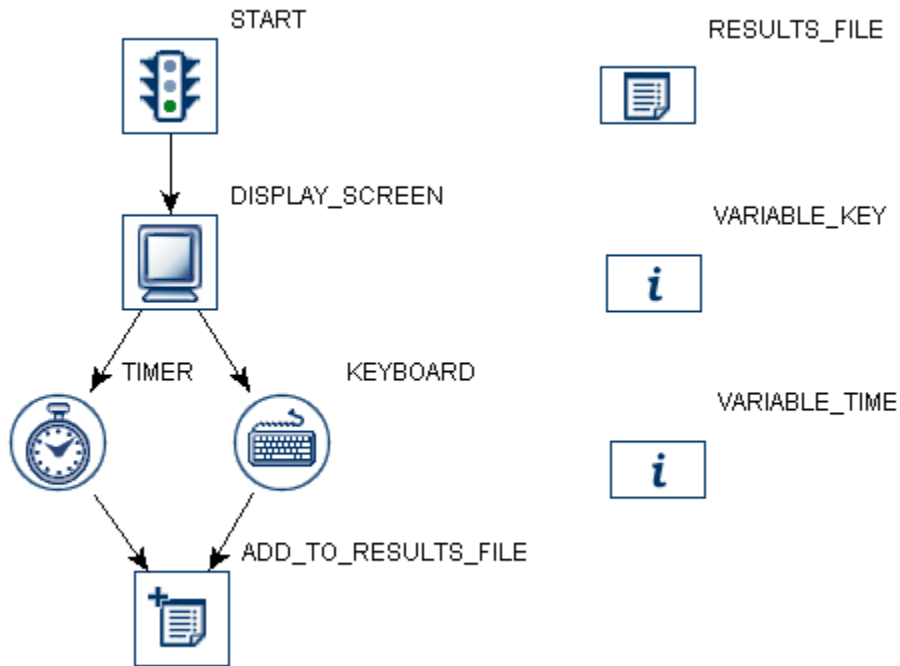 START
RESULTS_FILE
DISPLAY_SCREEN
VARIABLE_KEY
TIMER
KEYBOARD
VARIABLE_TIME
ADD_TO_RESULTS_FILE
i
i